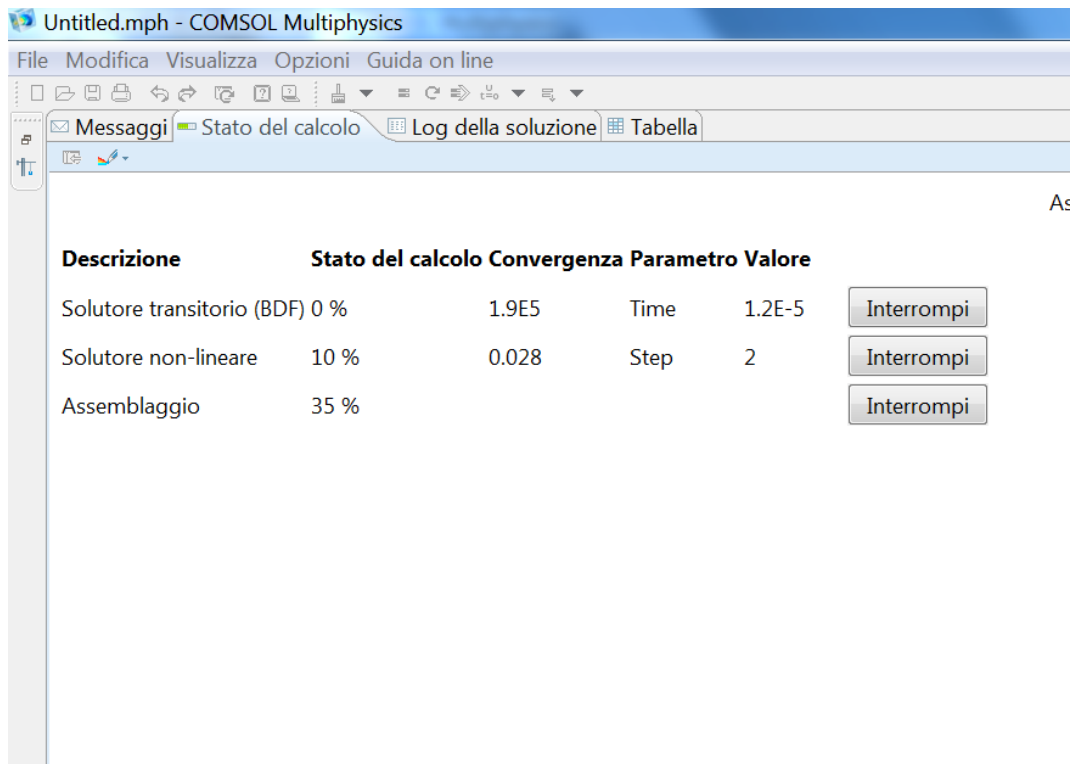 Untitled.mph - COMSOL Multiphysics
File Modifica Visualizza Opzioni Guida on line
Messaggi Stato del calcolo Log della soluzione Tabella
Descrizione Stato del calcolo Convergenza Parametro Valore
Solutore transitorio (BDF) 0 % 1.9E5 Time 1.2E-5 Interrompi
Solutore non-lineare 10 % 0.028 Step 2 Interrompi
Assemblaggio 35 % Interrompi